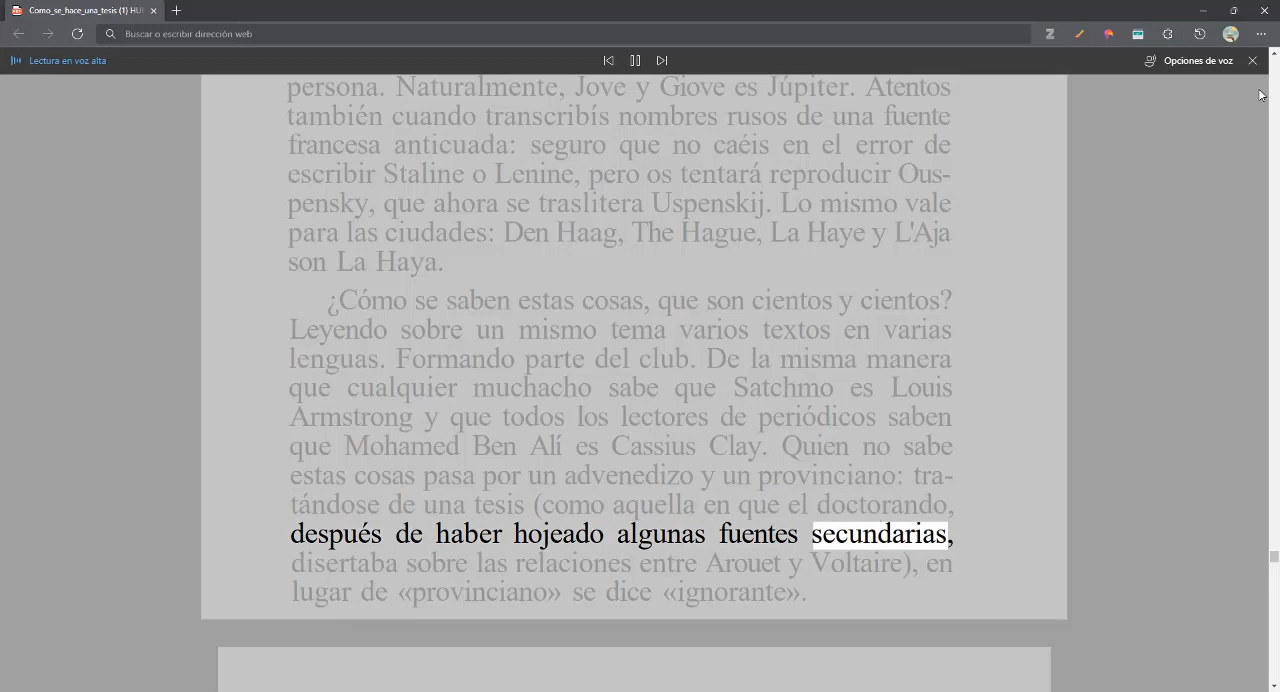 Como_se_hace_una_tesis (1) HU
Buscar o escribir dirección web
Lectura en voz alta
Opciones de voz
persona. Naturalmente, Jove y Giove es Júpiter. Atentos
también cuando transcribís nombres rusos de una fuente
francesa anticuada: seguro que no caéis en el error de
escribir Staline o Lenine, pero os tentará reproducir Ous-
pensky, que ahora se traslitera Uspenskij. Lo mismo vale
para las ciudades: Den Haag, The Hague, La Haye y L'Aja
son La Haya.
¿Cómo se saben estas cosas, que son cientos y cientos?
Leyendo sobre un mismo tema varios textos en varias
lenguas. Formando parte del club. De la misma manera
que cualquier muchacho sabe que Satchmo es Louis
Armstrong y que todos los lectores de periódicos saben
que Mohamed Ben Alí es Cassius Clay. Quien no sabe
estas cosas pasa por un advenedizo y un provinciano: tra-
tándose de una tesis (como aquella en que el doctorando,
después de haber hojeado algunas fuentes secundarias,
disertaba sobre las relaciones entre Arouet y Voltaire), en
lugar de «provinciano» se dice «ignorante».